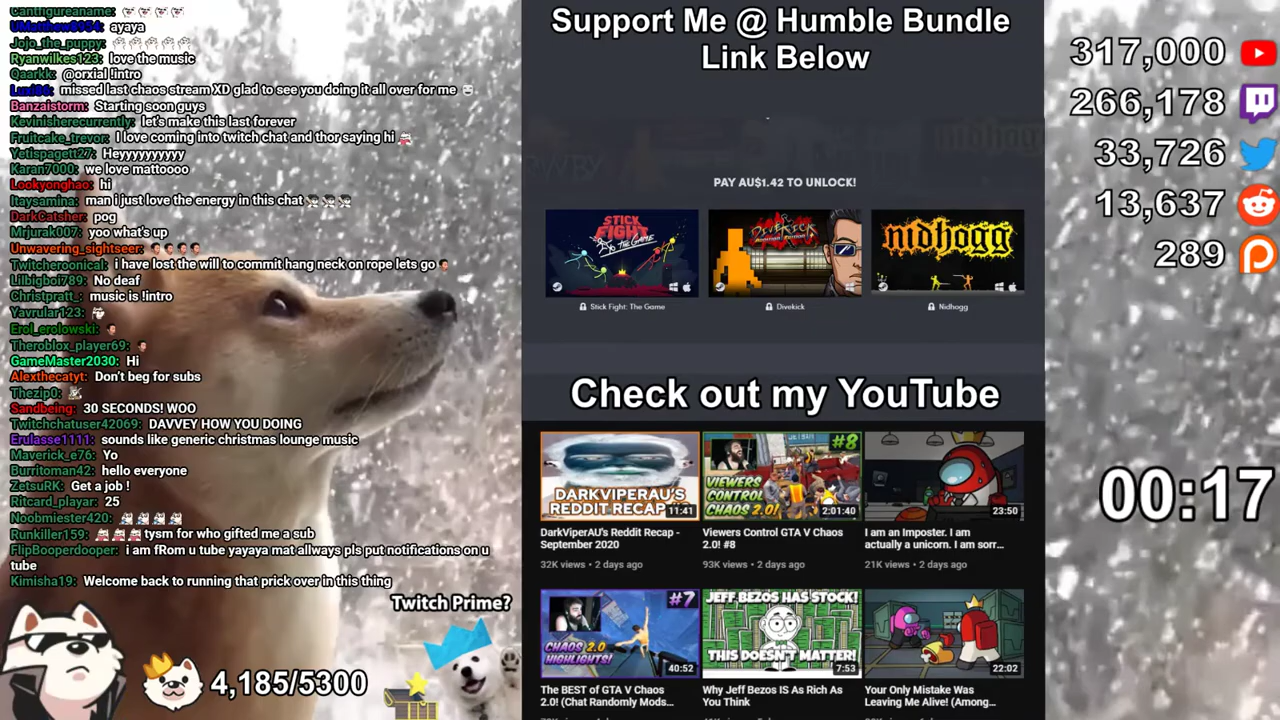 Cantfigureaname:
UMatthew9954: ayaya
Jojo_the_puppy:
Ryanwilkes123: love the music
Qaarkk: @orxial !intro
Luxi86: missed last chaos stream XD glad to see you doing it all over for me
Banzaistorm: Starting soon guys
Kevinisherecurrently: let's make this last forever
Fruitcake_trevor: I love coming into twitch chat and thor saying hi
Yetispagett27: Heyyyyyyyyyy
Karan7000: we love mattoooo
Lookyonghao: hi
Itaysamina: man i just love the energy in this chat
DarkCatsher: pog
Mrjurak007: yoo what's up
Unwavering_sightseer:
Twitcheroonical: i have lost the will to commit hang neck on rope lets go
Lilbigboi789: No deaf
Christpratt_: music is !intro
Yavrular123:
Erol_erolowski:
Theroblox_player69:
GameMaster2030: Hi
Alexthecatyt: Don't beg for subs
Thezip0:
Sandbeing: 30 SECONDS! WOO
Twitchchatuser42069: DAVVEY HOW YOU DOING
Erulasse1111: sounds like generic christmas lounge music
Maverick_e76: Yo
Burritoman42: hello everyone
ZetsuRK: Get a job !
Ritcard_playar: 25
Noobmiester420:
Runkiller159: tysm for who gifted me a sub
FlipBooperdooper: i am fRom u tube yayaya mat allways pls put notifications on u
tube
Kimisha19: Welcome back to running that prick over in this thing
Twitch Prime?
4,185/5300
Support Me @ Humble Bundle
Link Below
nidhogg
PAY AU$1.42 TO UNLOCK!
STICK
FIGHT
THE GAME
DIVEKICK
nidhogg
Stick Fight: The Game
Divekick
Nidhogg
Check out my YouTube
DARKVIPERAU'S
REDDIT RECAP
11:41
#8
VIEWERS
CONTROL
CHAOS 2.0!
2:01:40
23:50
DarkViperAU's Reddit Recap -
September 2020
32K views • 2 days ago
Viewers Control GTA V Chaos
2.0! #8
93K views • 2 days ago
I am an Imposter. I am
actually a unicorn. I am sorr...
21K views • 2 days ago
#7
CHAOS 2.0
HIGHLIGHTS!
40:52
JEFF BEZOS HAS STOCK!
THIS DOESN'T MATTER!
7:53
22:02
The BEST of GTA V Chaos
2.0! (Chat Randomly Mods...
Why Jeff Bezos IS As Rich As
You Think
Your Only Mistake Was
Leaving Me Alive! (Among...
317,000
266,178
33,726
13,637
289
00:17